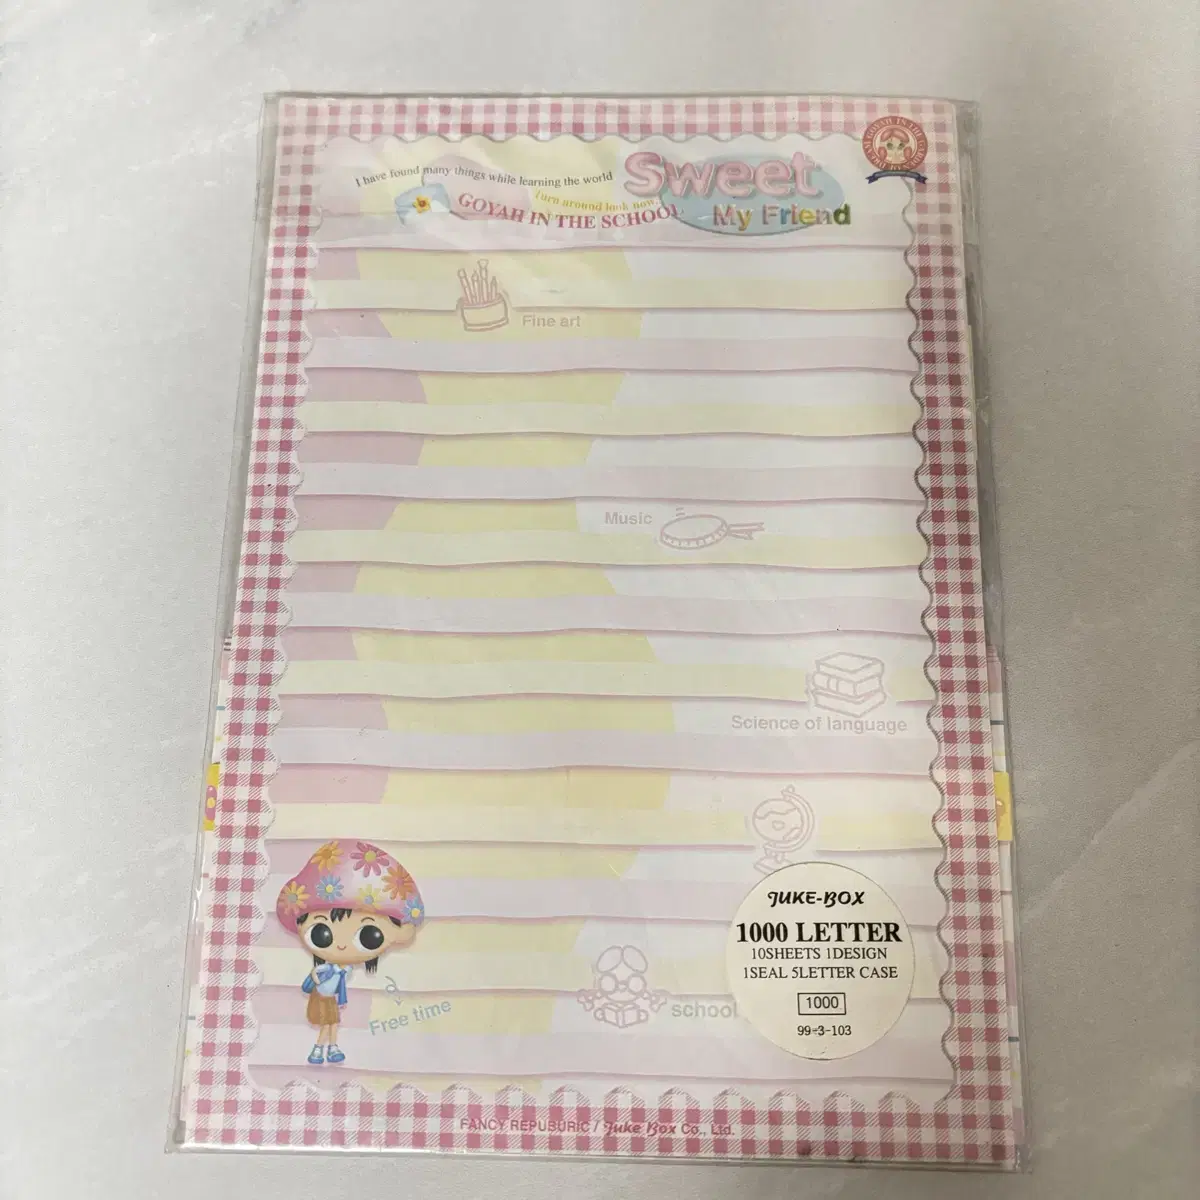 I have found many things while learning the world
Turn around look now..
GOYAH IN THE SCHOOL
Sweet
My Friend
Fine art
Music
Science of language
Free time
school
JUKE-BOX
1000 LETTER
10SHEETS 1DESIGN
1SEAL 5LETTER CASE
1000
99-3-103
FANCY REPUBURIC / Juke Box Co., Ltd.